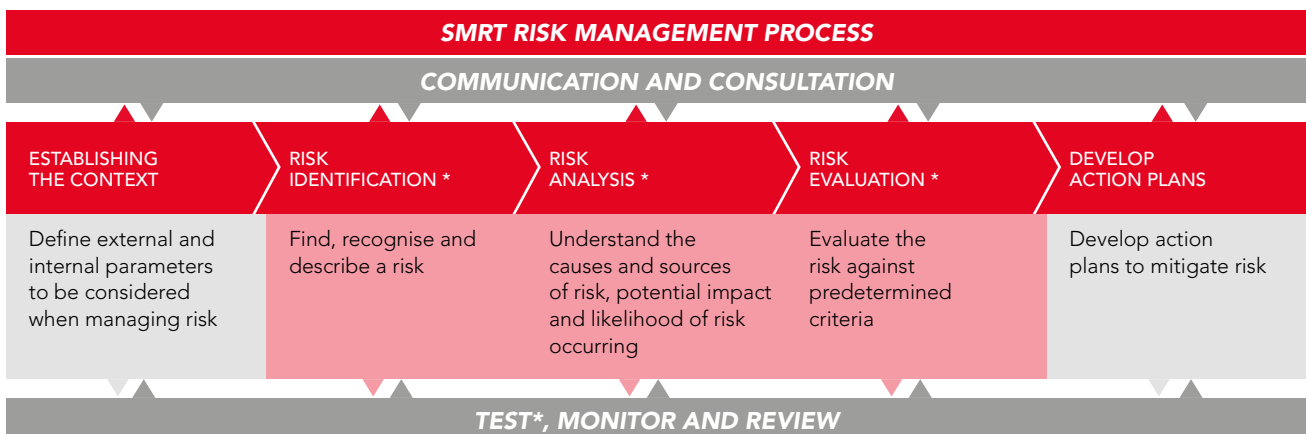 SMRT RISK MANAGEMENT PROCESS
COMMUNICATION AND CONSULTATION
ESTABLISHING
THE CONTEXT
RISK
IDENTIFICATION *
RISK
ANALYSIS *
RISK
EVALUATION *
DEVELOP
ACTION PLANS
Define external and
internal parameters
to be considered
when managing risk
Find, recognise and
describe a risk
Understand the
causes and sources
of risk, potential impact
and likelihood of risk
occurring
Evaluate the
risk against
predetermined
criteria
Develop action
plans to mitigate risk
TEST*, MONITOR AND REVIEW